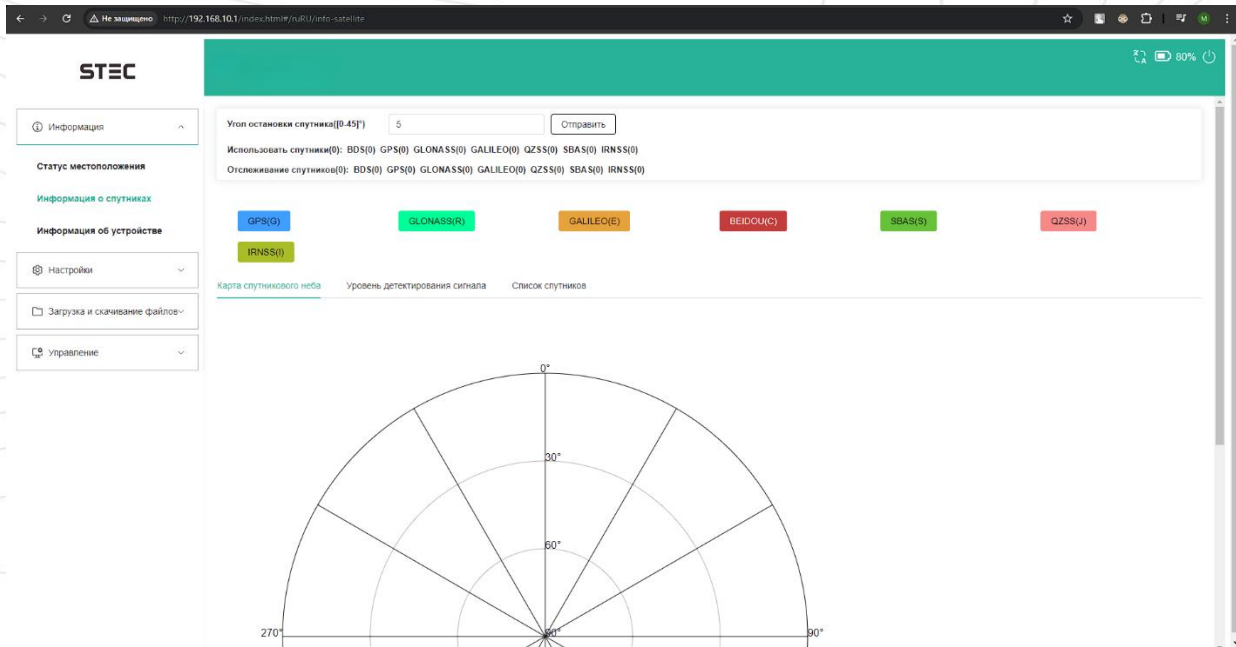 Не защищено http://192.168.10.1/index.html#/ruRU/info-satellite
M
STEC
80%
Информация
Статус местоположения
Информация о спутниках
Информация об устройстве
Настройки
Загрузка и скачивание файлов
Управление
Угол остановки спутника([0-45]°) 5 Отправить
Использовать спутники(0): BDS(0) GPS(0) GLONASS(0) GALILEO(0) QZSS(0) SBAS(0) IRNSS(0)
Отслеживание спутников(0): BDS(0) GPS(0) GLONASS(0) GALILEO(0) QZSS(0) SBAS(0) IRNSS(0)
GPS(G) GLONASS(R) GALILEO(E) BEIDOU(C) SBAS(S) QZSS(J)
IRNSS(I)
Карта спутникового неба Уровень детектирования сигнала Список спутников
0°
30°
60°
270° 90° 90°